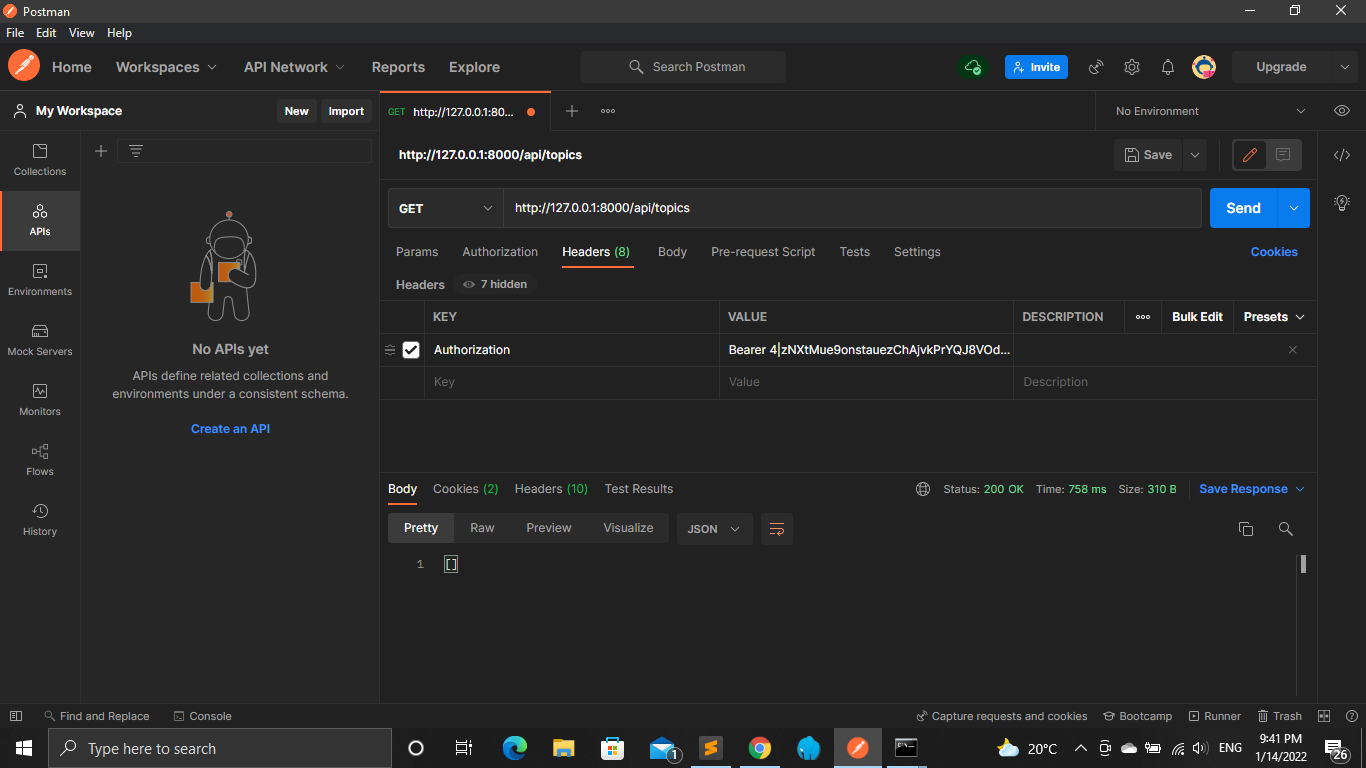 Postman
File Edit View Help
Home Workspaces API Network Reports Explore Search Postman Invite Upgrade
My Workspace New Import GET http://127.0.0.1:80... No Environment
http://127.0.0.1:8000/api/topics Save
GET http://127.0.0.1:8000/api/topics Send
Params Authorization Headers (8) Body Pre-request Script Tests Settings Cookies
Headers 7 hidden
KEY VALUE DESCRIPTION Bulk Edit Presets
Authorization Bearer 4|zNXtMue9onstauezChAjvkPrYQJ8VOd...
Key Value Description
Collections
APIs
Environments
Mock Servers
Monitors
Flows
History
No APIs yet
APIs define related collections and
environments under a consistent schema.
Create an API
Body Cookies (2) Headers (10) Test Results Status: 200 OK Time: 758 ms Size: 310 B Save Response
Pretty Raw Preview Visualize JSON
1 []
Find and Replace Console Capture requests and cookies Bootcamp Runner Trash
Type here to search 1 20°C ENG 9:41 PM
1/14/2022 26